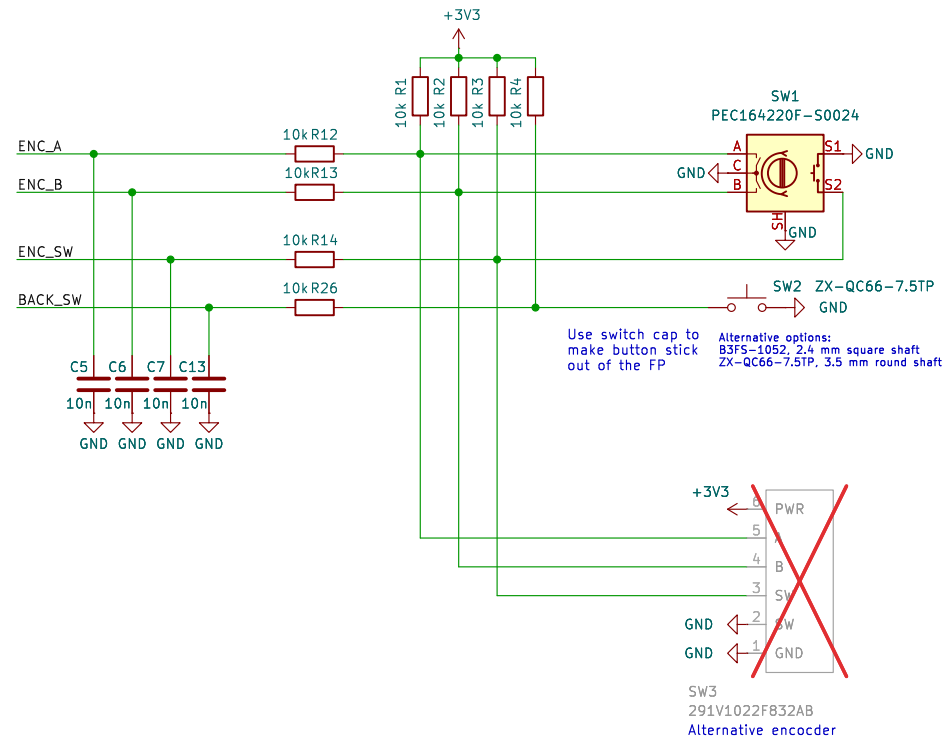 +3V3
10k R1
10k R2
10k R3
10k R4
SW1
PEC164220F-S0024
ENC_A
10k R12
A
S1
GND
GND
C
ENC_B
10k R13
B
S2
SH
GND
ENC_SW
10k R14
BACK_SW
10k R26
SW2 ZX-QC66-7.5TP
GND
Use switch cap to
make button stick
out of the FP
Alternative options:
B3FS-1052, 2.4 mm square shaft
ZX-QC66-7.5TP, 3.5 mm round shaft
C5
C6
C7
C13
10n
10n
10n
10n
GND
GND
GND
GND
+3V3
6
PWR
5
A
4
B
3
SW
GND
2
SW
GND
1
GND
SW3
291V1022F832AB
Alternative enocder